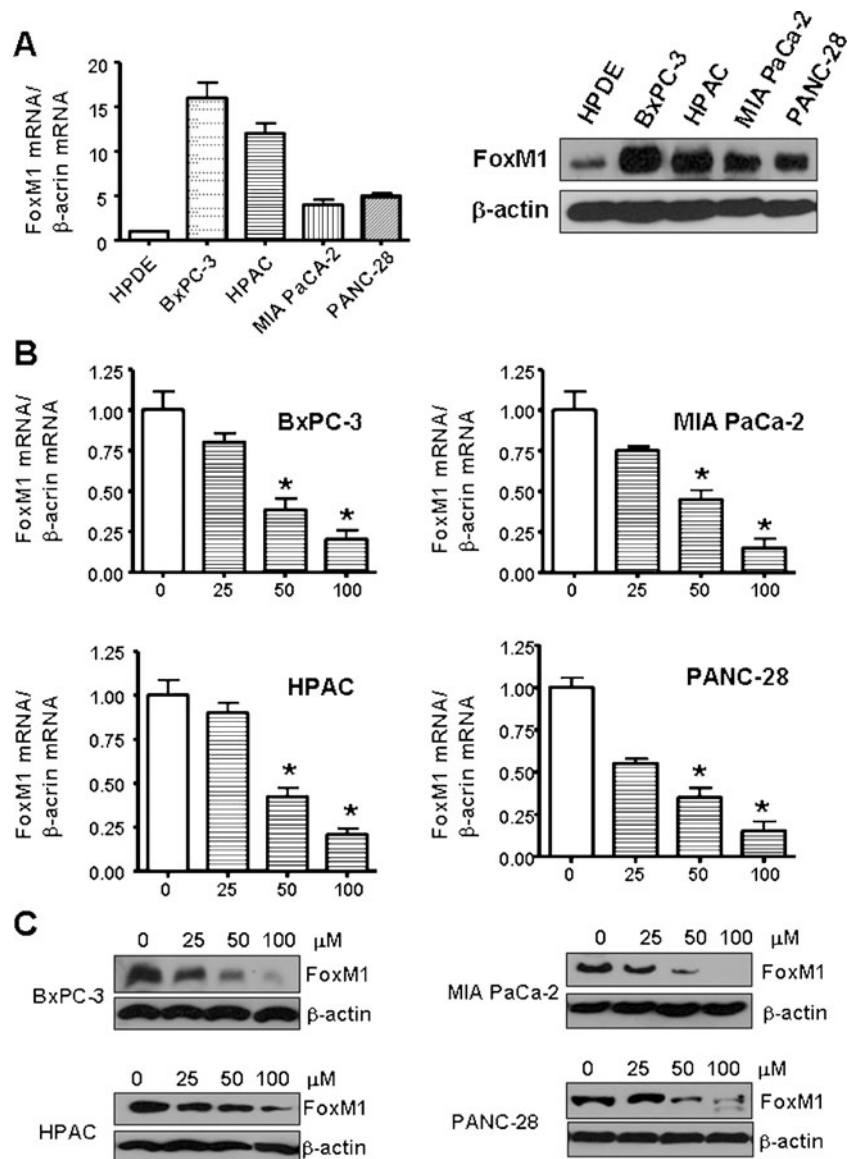 A
FoxM1 mRNA/
β-acrin mRNA
20
15
10
5
0
HPDE
BxPC-3
HPAC
MIA PaCA-2
PANC-28
HPDE
BxPC-3
HPAC
MIA PaCa-2
PANC-28
FoxM1
β-actin
B
FoxM1 mRNA/
β-acrin mRNA
1.25
1.00
0.75
0.50
0.25
0.00
BxPC-3
* *
0 25 50 100
FoxM1 mRNA/
β-acrin mRNA
1.25
1.00
0.75
0.50
0.25
0.00
MIA PaCa-2
* *
0 25 50 100
FoxM1 mRNA/
β-acrin mRNA
1.25
1.00
0.75
0.50
0.25
0.00
HPAC
* *
0 25 50 100
FoxM1 mRNA/
β-acrin mRNA
1.25
1.00
0.75
0.50
0.25
0.00
PANC-28
* *
0 25 50 100
C
0 25 50 100 μM
BxPC-3
FoxM1
β-actin
0 25 50 100 μM
MIA PaCa-2
FoxM1
β-actin
0 25 50 100 μM
HPAC
FoxM1
β-actin
0 25 50 100 μM
PANC-28
FoxM1
β-actin